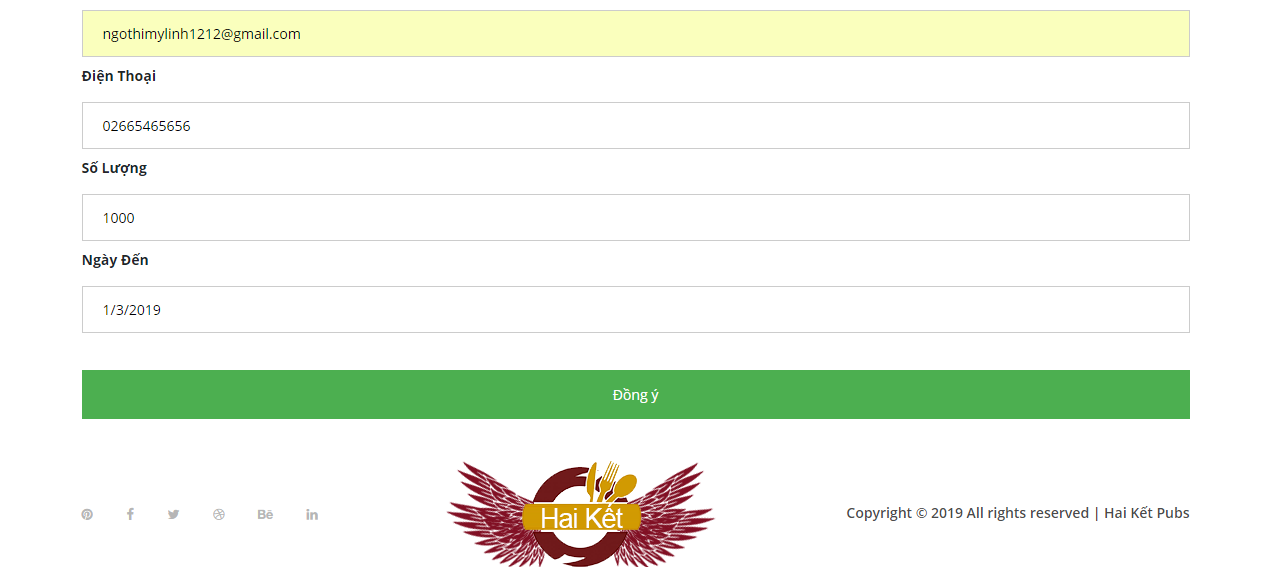 ngothimylinh1212@gmail.com
Điện Thoại
02665465656
Số Lượng
1000
Ngày Đến
1/3/2019
Đồng ý
Hai Kết
Copyright © 2019 All rights reserved | Hai Kết Pubs